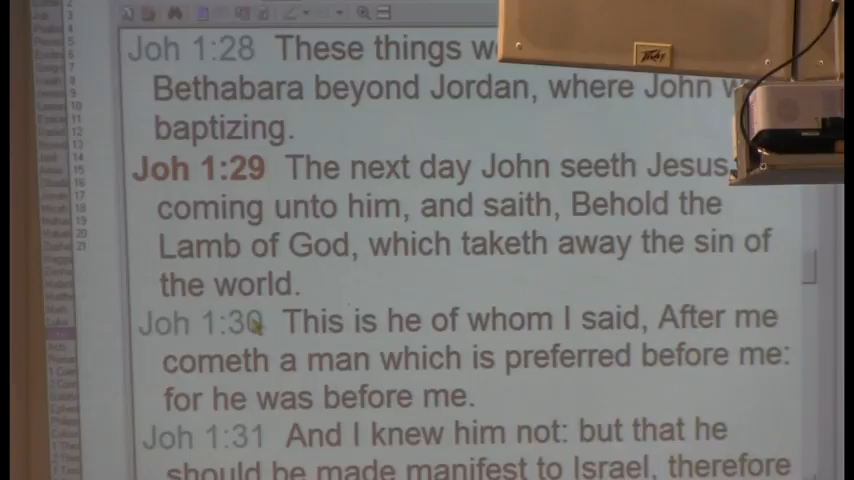 Joh 1:28 These things w
Bethabara beyond Jordan, where John w
baptizing.
Joh 1:29 The next day John seeth Jesus
coming unto him, and saith, Behold the
Lamb of God, which taketh away the sin of
the world.
Joh 1:30 This is he of whom I said, After me
cometh a man which is preferred before me:
for he was before me.
Joh 1:31 And I knew him not: but that he
should be made manifest to Israel, therefore
PEAVEY